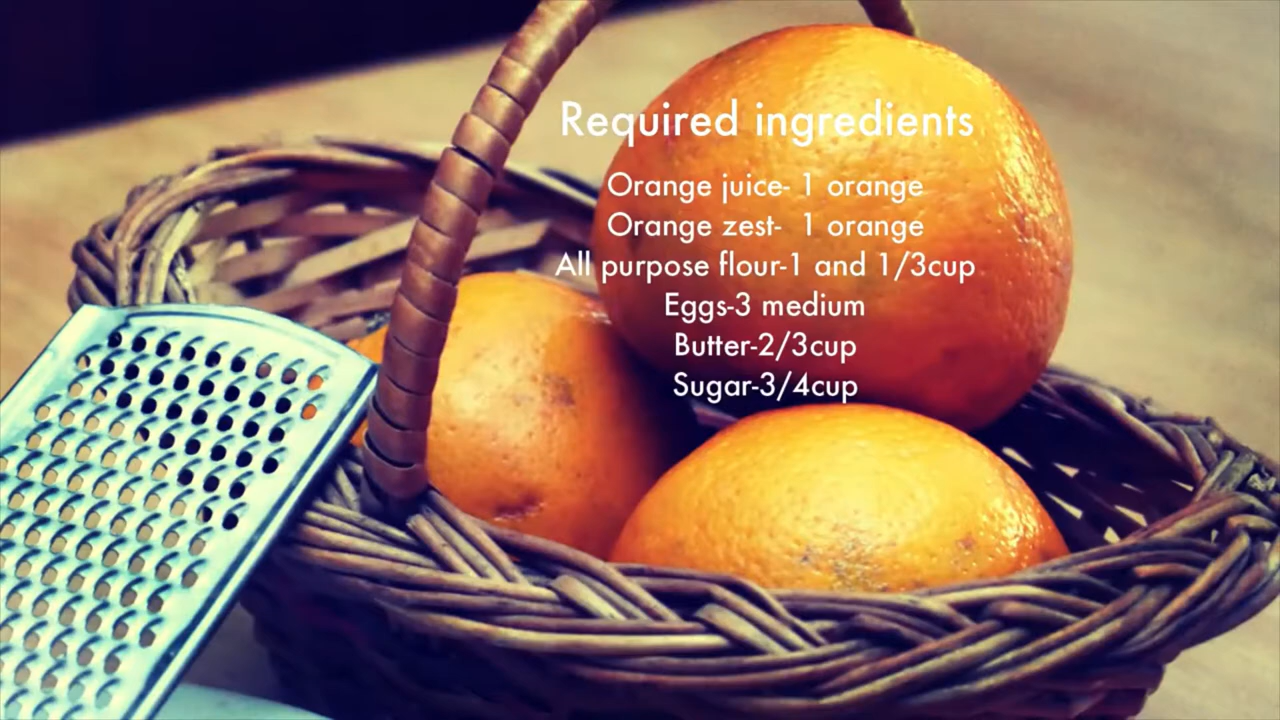 Required ingredients
Orange juice- 1 orange
Orange zest-  1 orange
All purpose flour-1 and 1/3cup
Eggs-3 medium
Butter-2/3cup
Sugar-3/4cup